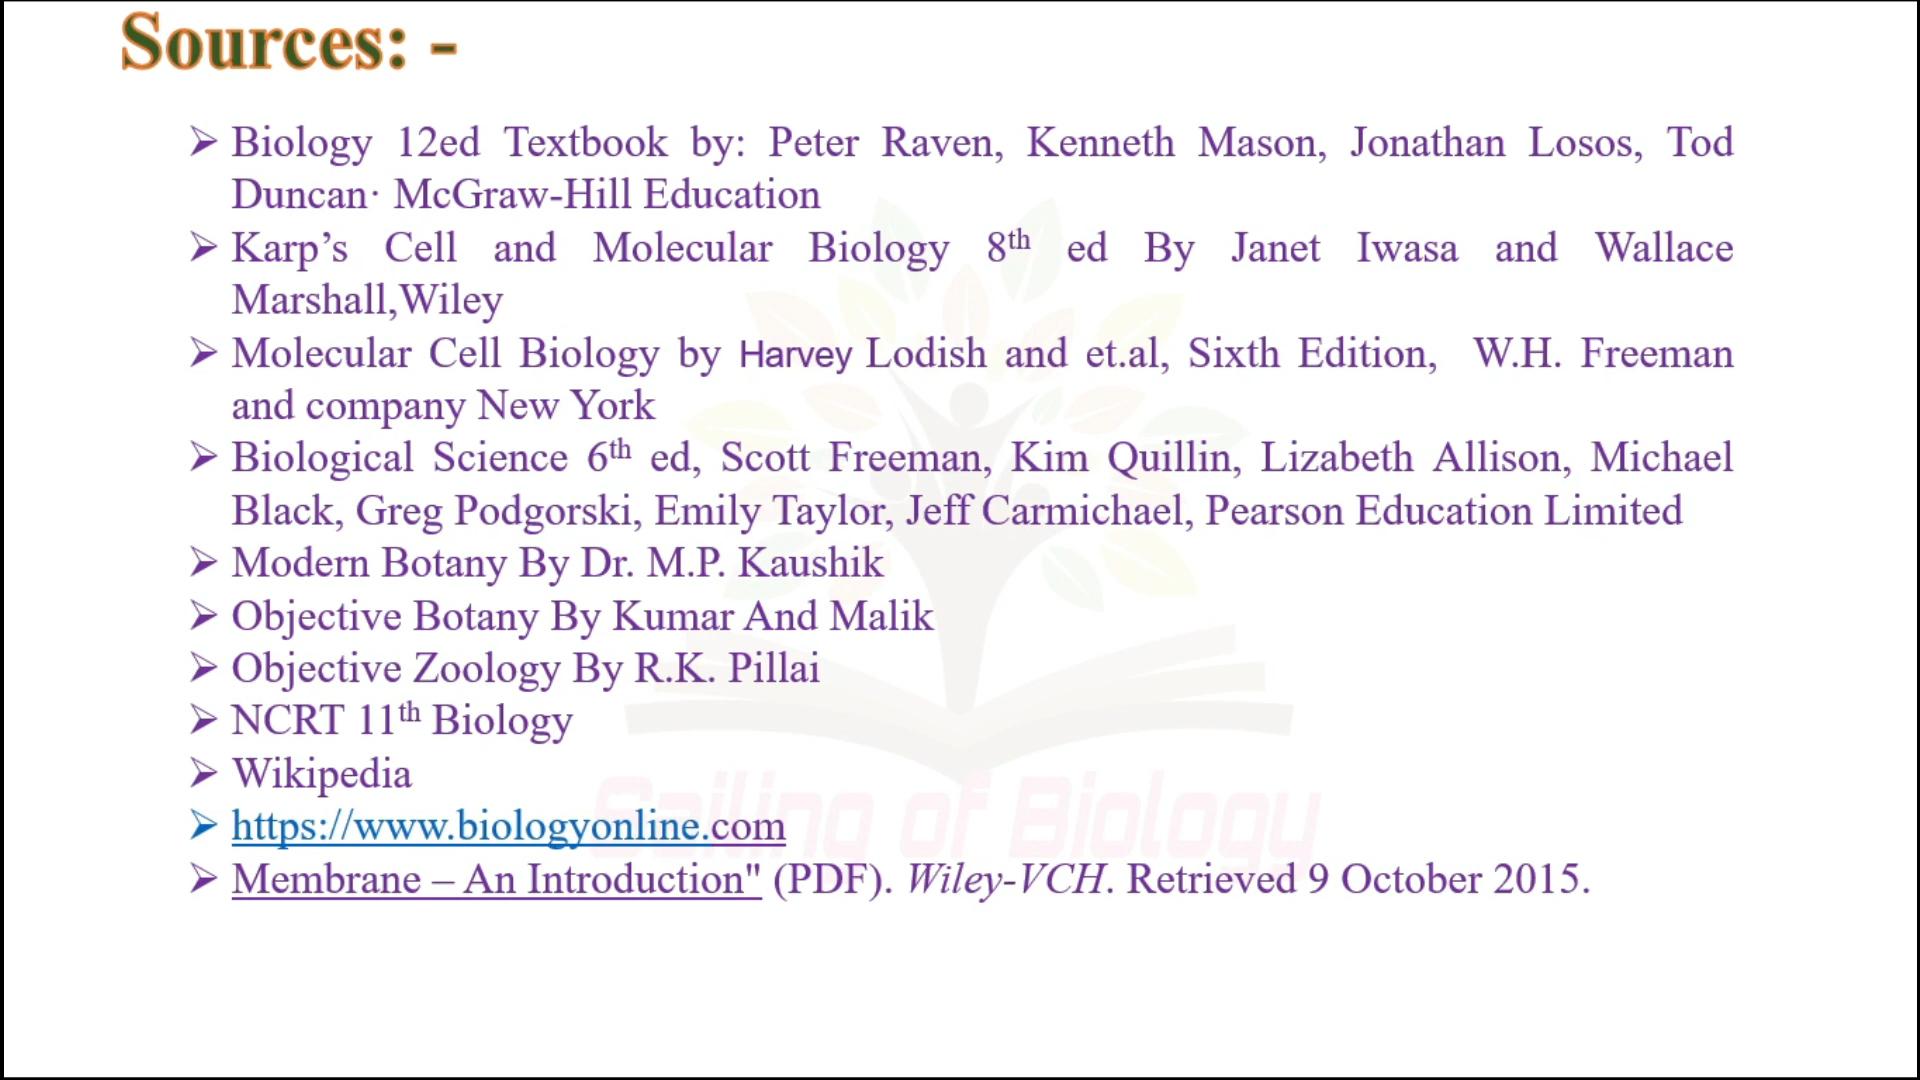 Sources: -
Biology 12ed Textbook by: Peter Raven, Kenneth Mason, Jonathan Losos, Tod
Duncan· McGraw-Hill Education
Karp’s Cell and Molecular Biology 8th ed By Janet Iwasa and Wallace
Marshall,Wiley
Molecular Cell Biology by Harvey Lodish and et.al, Sixth Edition, W.H. Freeman
and company New York
Biological Science 6th ed, Scott Freeman, Kim Quillin, Lizabeth Allison, Michael
Black, Greg Podgorski, Emily Taylor, Jeff Carmichael, Pearson Education Limited
Modern Botany By Dr. M.P. Kaushik
Objective Botany By Kumar And Malik
Objective Zoology By R.K. Pillai
NCRT 11th Biology
Wikipedia
Sailing of Biology
https://www.biologyonline.com
Membrane – An Introduction" (PDF). Wiley-VCH. Retrieved 9 October 2015.